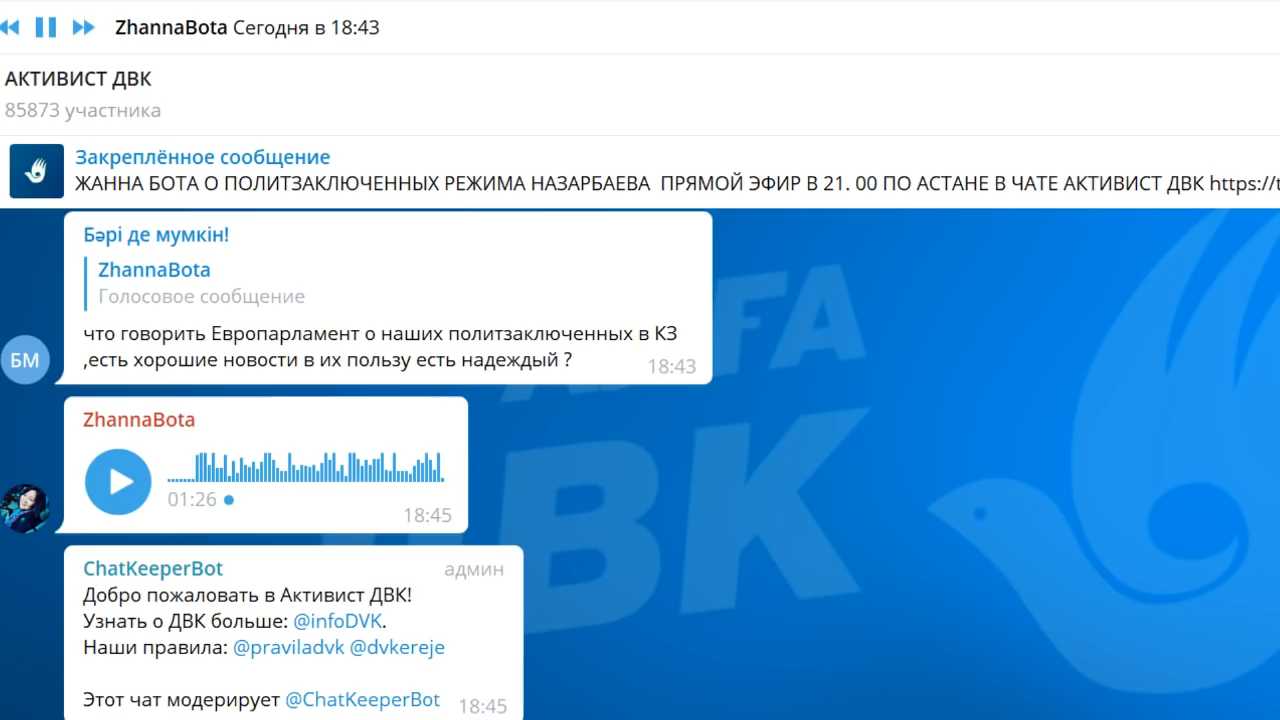 ZhannaBota Сегодня в 18:43
АКТИВИСТ ДВК
85873 участника
Закреплённое сообщение
ЖАННА БОТА О ПОЛИТЗАКЛЮЧЕННЫХ РЕЖИМА НАЗАРБАЕВА ПРЯМОЙ ЭФИР В 21. 00 ПО АСТАНЕ В ЧАТЕ АКТИВИСТ ДВК https://t
Бәрі де мумкін!
ZhannaBota
Голосовое сообщение
что говорить Европарламент о наших политзаключенных в КЗ
,есть хорошие новости в их пользу есть надеждый ?
18:43
БМ
ZhannaBota
01:26
18:45
ChatKeeperBot админ
Добро пожаловать в Активист ДВК!
Узнать о ДВК больше: @infoDVK.
Наши правила: @praviladvk @dvkereje
Этот чат модерирует @ChatKeeperBot 18:45